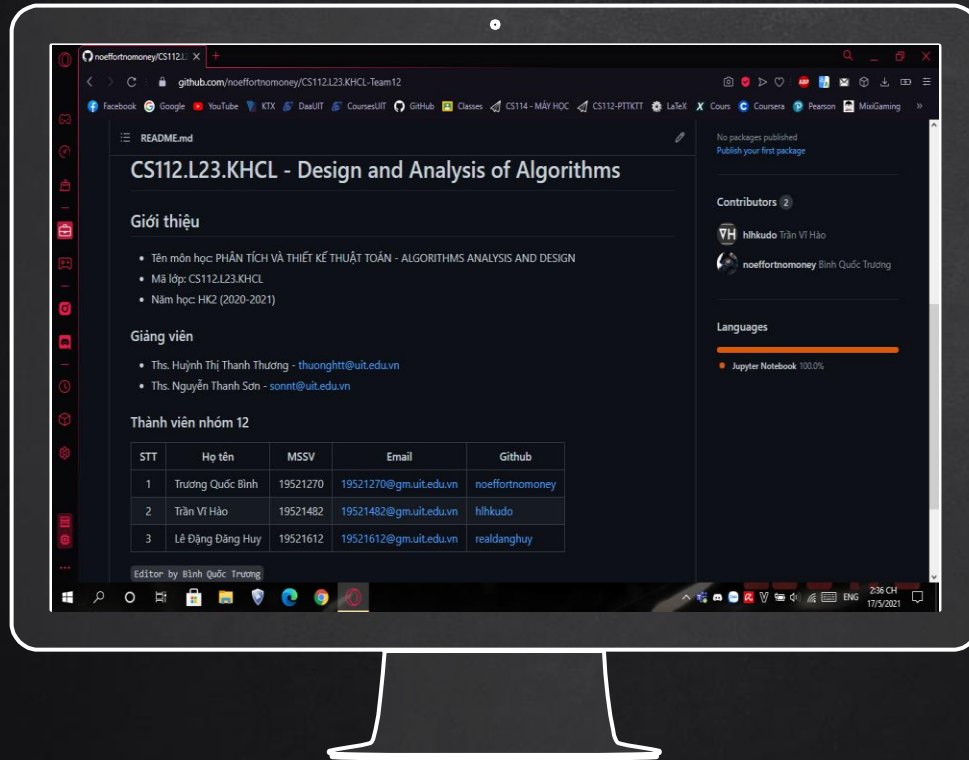 noeffortnomoney/CS112.L
github.com/noeffortnomoney/CS112.L23.KHCL-Team12
Facebook Google YouTube KTX DaaUIT CoursesUIT GitHub Classes CS114 - MÁY HỌC CS112-PTTKTT LaTeX Cours Coursera Pearson MixiGaming »
README.md
CS112.L23.KHCL - Design and Analysis of Algorithms
Giới thiệu
• Tên môn học: PHÂN TÍCH VÀ THIẾT KẾ THUẬT TOÁN - ALGORITHMS ANALYSIS AND DESIGN
• Mã lớp: CS112.L23.KHCL
• Năm học: HK2 (2020-2021)
Giảng viên
• Ths. Huỳnh Thị Thanh Thương - thuonghtt@uit.edu.vn
• Ths. Nguyễn Thanh Sơn - sonnt@uit.edu.vn
Thành viên nhóm 12
STT Họ tên MSSV Email Github
1 Trương Quốc Bình 19521270 19521270@gm.uit.edu.vn noeffortnomoney
2 Trần Vĩ Hào 19521482 19521482@gm.uit.edu.vn hlhkudo
3 Lê Đặng Đăng Huy 19521612 19521612@gm.uit.edu.vn realdanghuy
Editor by Bình Quốc Trương
No packages published
Publish your first package
Contributors 2
hlhkudo Trần Vĩ Hào
noeffortnomoney Bình Quốc Trương
Languages
Jupyter Notebook 100.0%
ENG
2:36 CH
17/5/2021